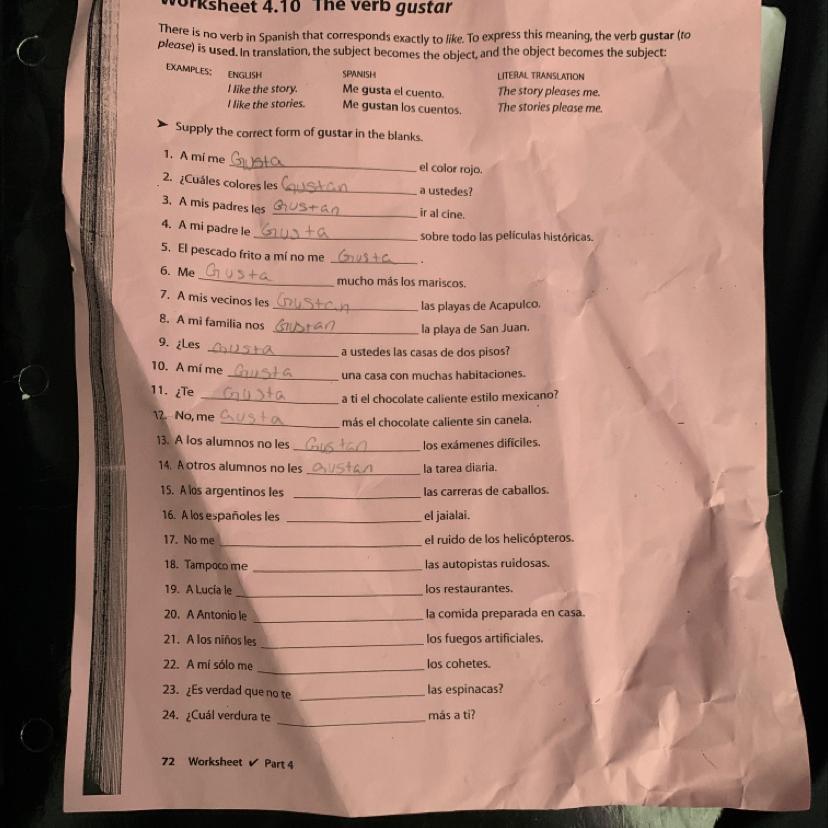 Worksheet 4.10 The verb gustar
There is no verb in Spanish that corresponds exactly to like. To express this meaning, the verb gustar (to
please) is used. In translation, the subject becomes the object, and the object becomes the subject:
EXAMPLES: ENGLISH SPANISH LITERAL TRANSLATION
I like the story. Me gusta el cuento. The story pleases me.
I like the stories. Me gustan los cuentos. The stories please me.
➤ Supply the correct form of gustar in the blanks.
1. A mí me Gusta el color rojo.
2. ¿Cuáles colores les Gustan a ustedes?
3. A mis padres les Gustan ir al cine.
4. A mi padre le Gusta sobre todo las películas históricas.
5. El pescado frito a mí no me Gusta.
6. Me Gusta mucho más los mariscos.
7. A mis vecinos les Gustan las playas de Acapulco.
8. A mi familia nos Gustan la playa de San Juan.
9. ¿Les Gusta a ustedes las casas de dos pisos?
10. A mí me Gusta una casa con muchas habitaciones.
11. ¿Te Gusta a ti el chocolate caliente estilo mexicano?
12. No, me Gusta más el chocolate caliente sin canela.
13. A los alumnos no les Gustan los exámenes difíciles.
14. A otros alumnos no les Gustan la tarea diaria.
15. A los argentinos les ____ las carreras de caballos.
16. A los españoles les ____ el jaialai.
17. No me ____ el ruido de los helicópteros.
18. Tampoco me ____ las autopistas ruidosas.
19. A Lucía le ____ los restaurantes.
20. A Antonio le ____ la comida preparada en casa.
21. A los niños les ____ los fuegos artificiales.
22. A mí sólo me ____ los cohetes.
23. ¿Es verdad que no te ____ las espinacas?
24. ¿Cuál verdura te ____ más a ti?
72 Worksheet ✔ Part 4